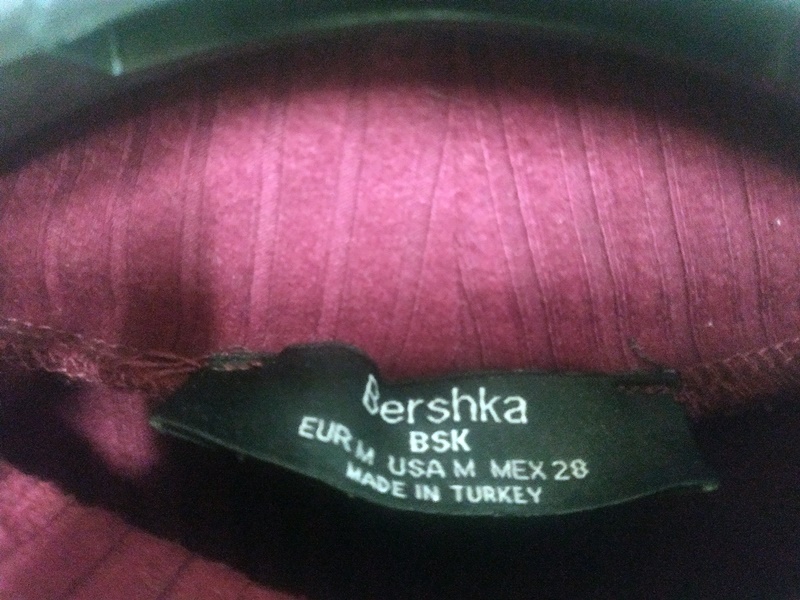 Bershka
BSK
EUR M USA M MEX 28
MADE IN TURKEY